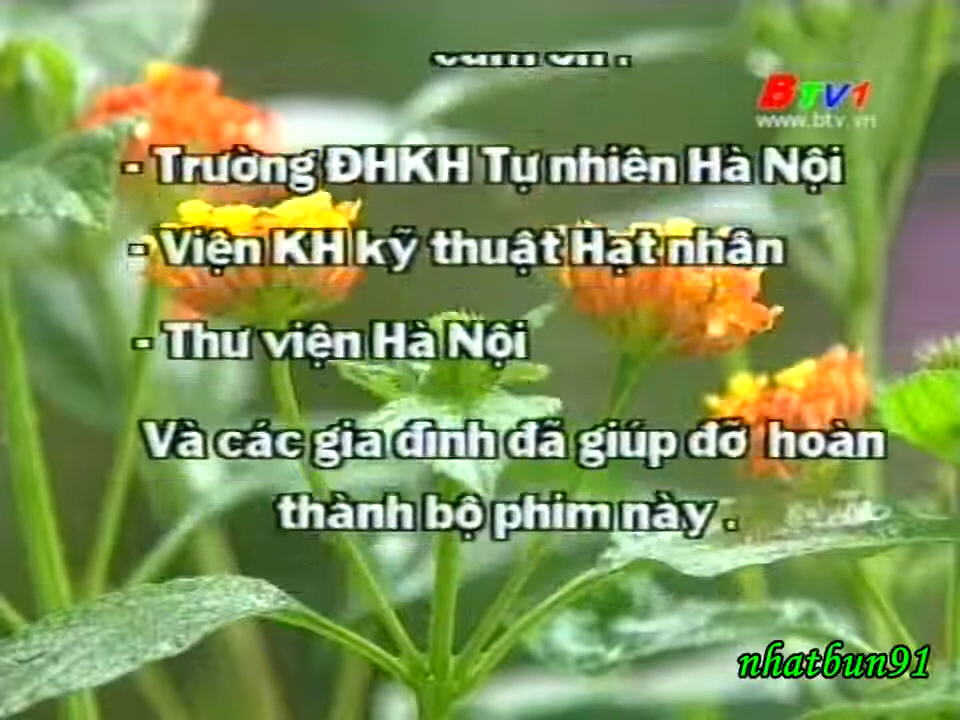 BTV1
www.btv.vn
- Trường ĐHKH Tự nhiên Hà Nội
- Viện KH kỹ thuật Hạt nhân
- Thư viện Hà Nội
Và các gia đình đã giúp đỡ hoàn
thành bộ phim này .
nhatbun91